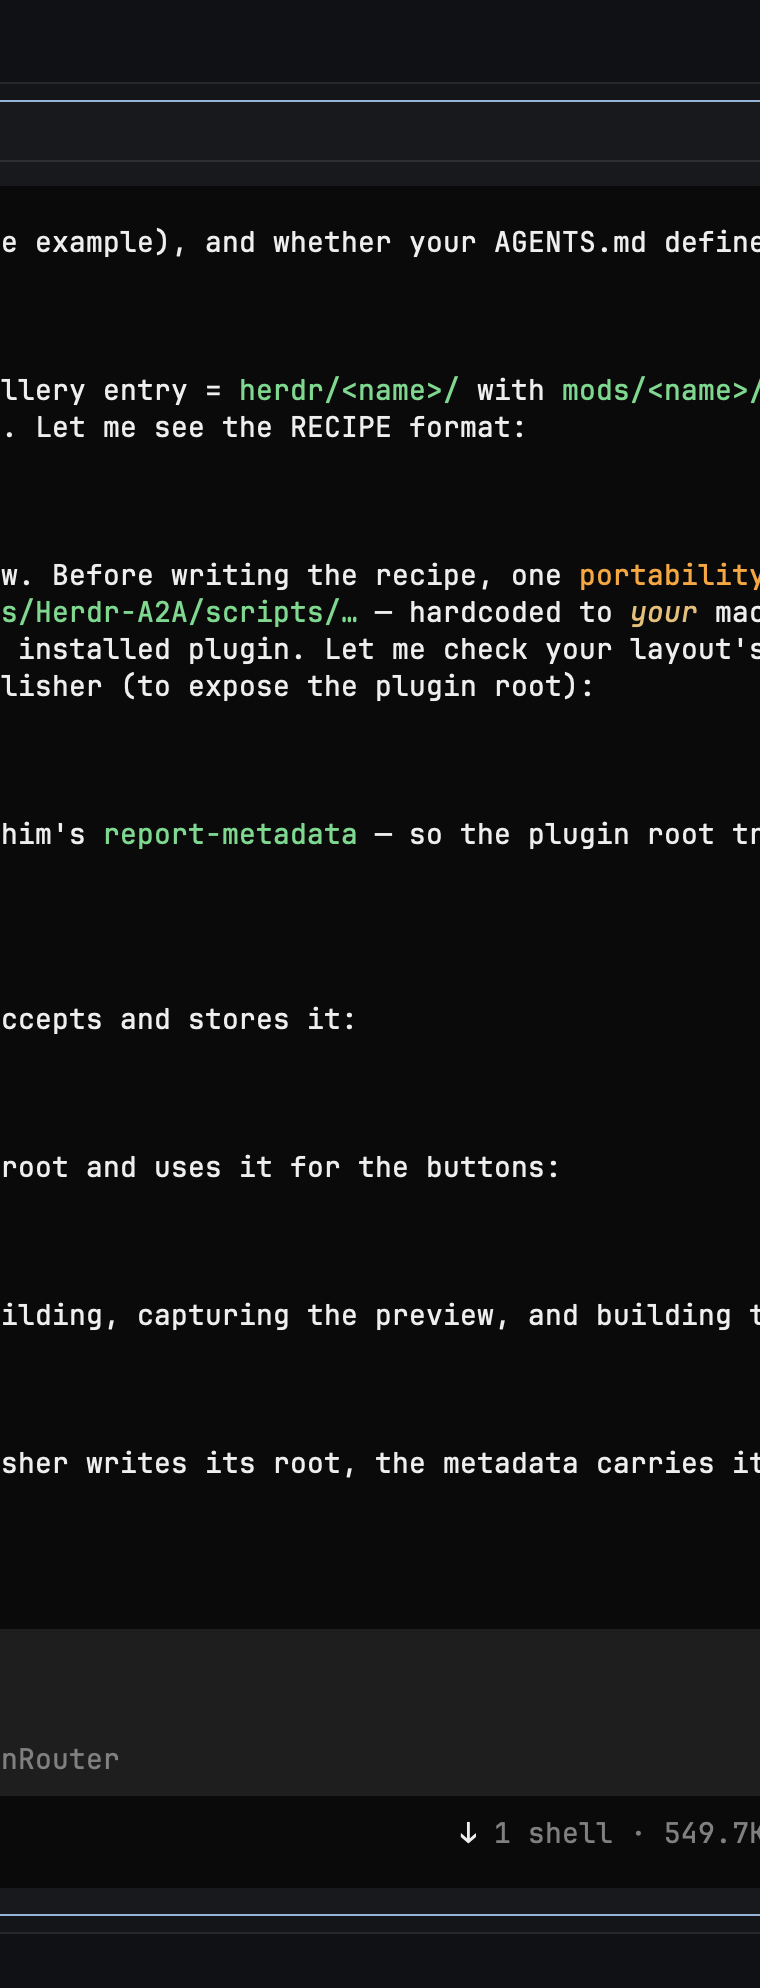 e example), and whether your AGENTS.md define
llery entry = herdr/<name>/ with mods/<name>/
. Let me see the RECIPE format:
w. Before writing the recipe, one portability
s/Herdr-A2A/scripts/… — hardcoded to your mac
installed plugin. Let me check your layout's
lisher (to expose the plugin root):
him's report-metadata — so the plugin root tr
ccepts and stores it:
root and uses it for the buttons:
ilding, capturing the preview, and building t
sher writes its root, the metadata carries it
nRouter
↓ 1 shell · 549.7K